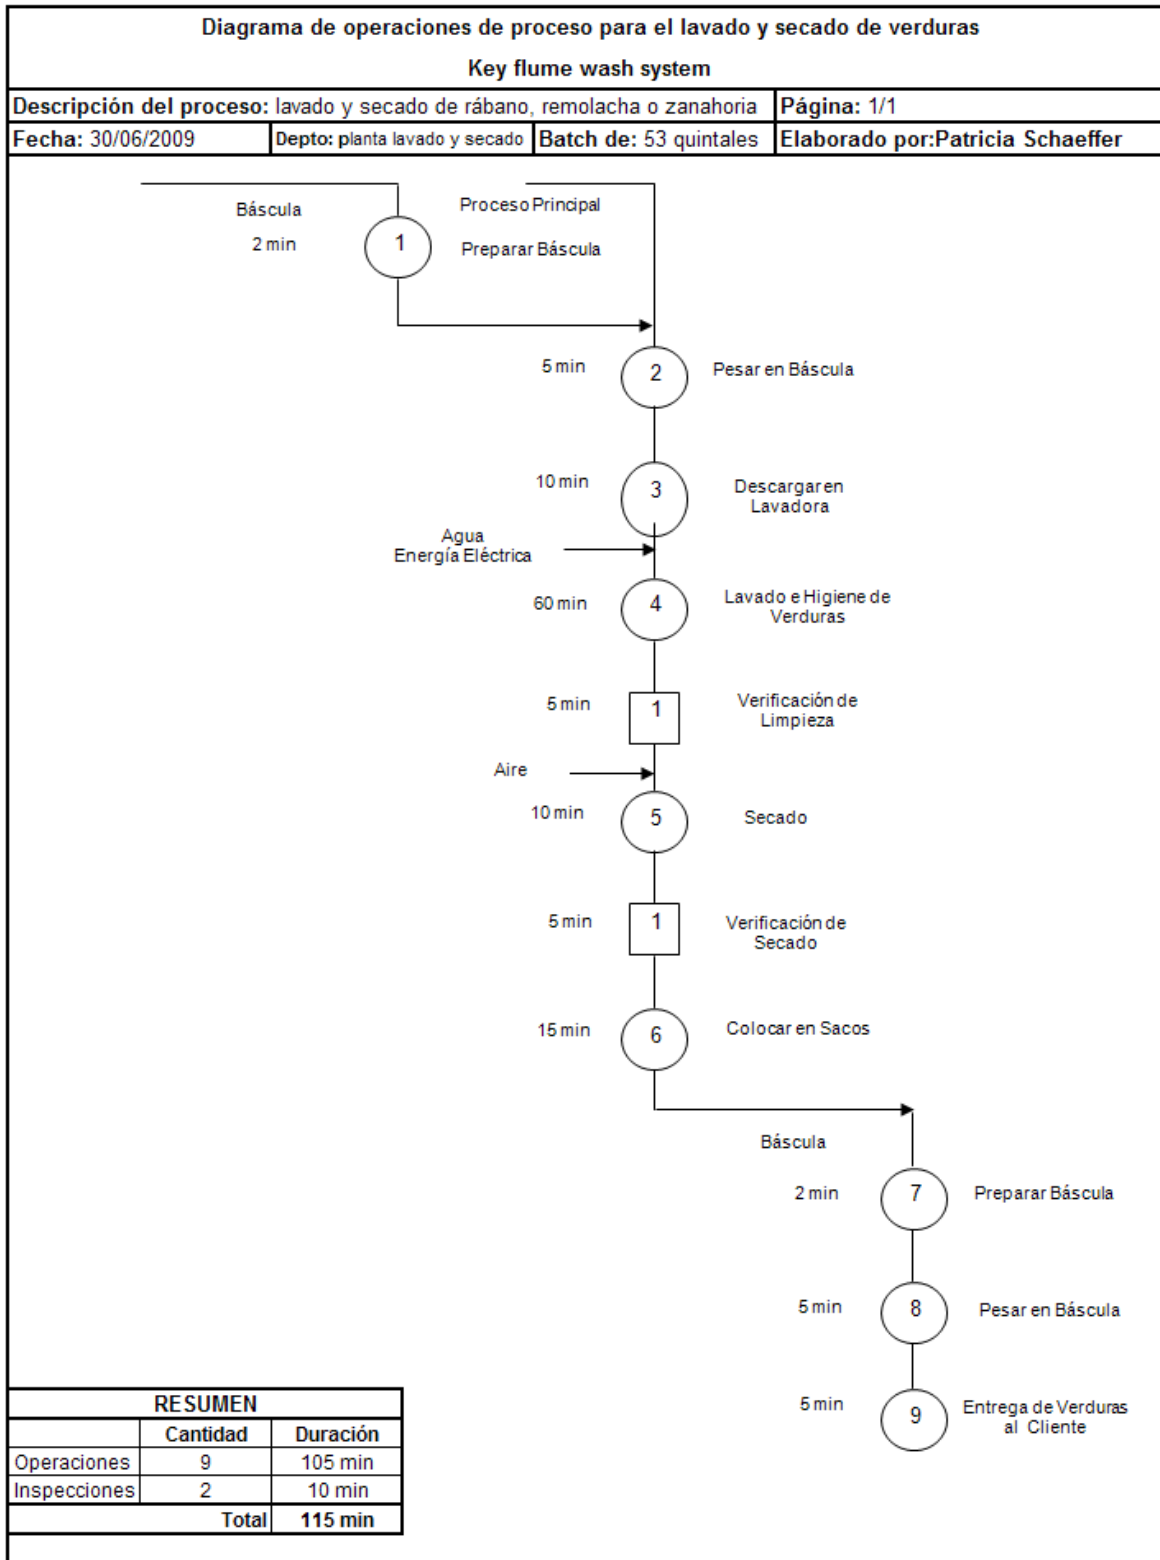 Diagrama de operaciones de proceso para el lavado y secado de verduras
Key flume wash system
Descripción del proceso: lavado y secado de rábano, remolacha o zanahoria Página: 1/1
Fecha: 30/06/2009 Depto: planta lavado y secado Batch de: 53 quintales Elaborado por:Patricia Schaeffer
Báscula
Proceso Principal
2 min
1
Preparar Báscula
5 min
2
Pesar en Báscula
10 min
3
Descargar en
Lavadora
Agua
Energía Eléctrica
60 min
4
Lavado e Higiene de
Verduras
5 min
1
Verificación de
Limpieza
Aire
10 min
5
Secado
5 min
1
Verificación de
Secado
15 min
6
Colocar en Sacos
Báscula
2 min
7
Preparar Báscula
5 min
8
Pesar en Báscula
5 min
9
Entrega de Verduras
al Cliente
RESUMEN
Cantidad Duración
Operaciones 9 105 min
Inspecciones 2 10 min
Total 115 min